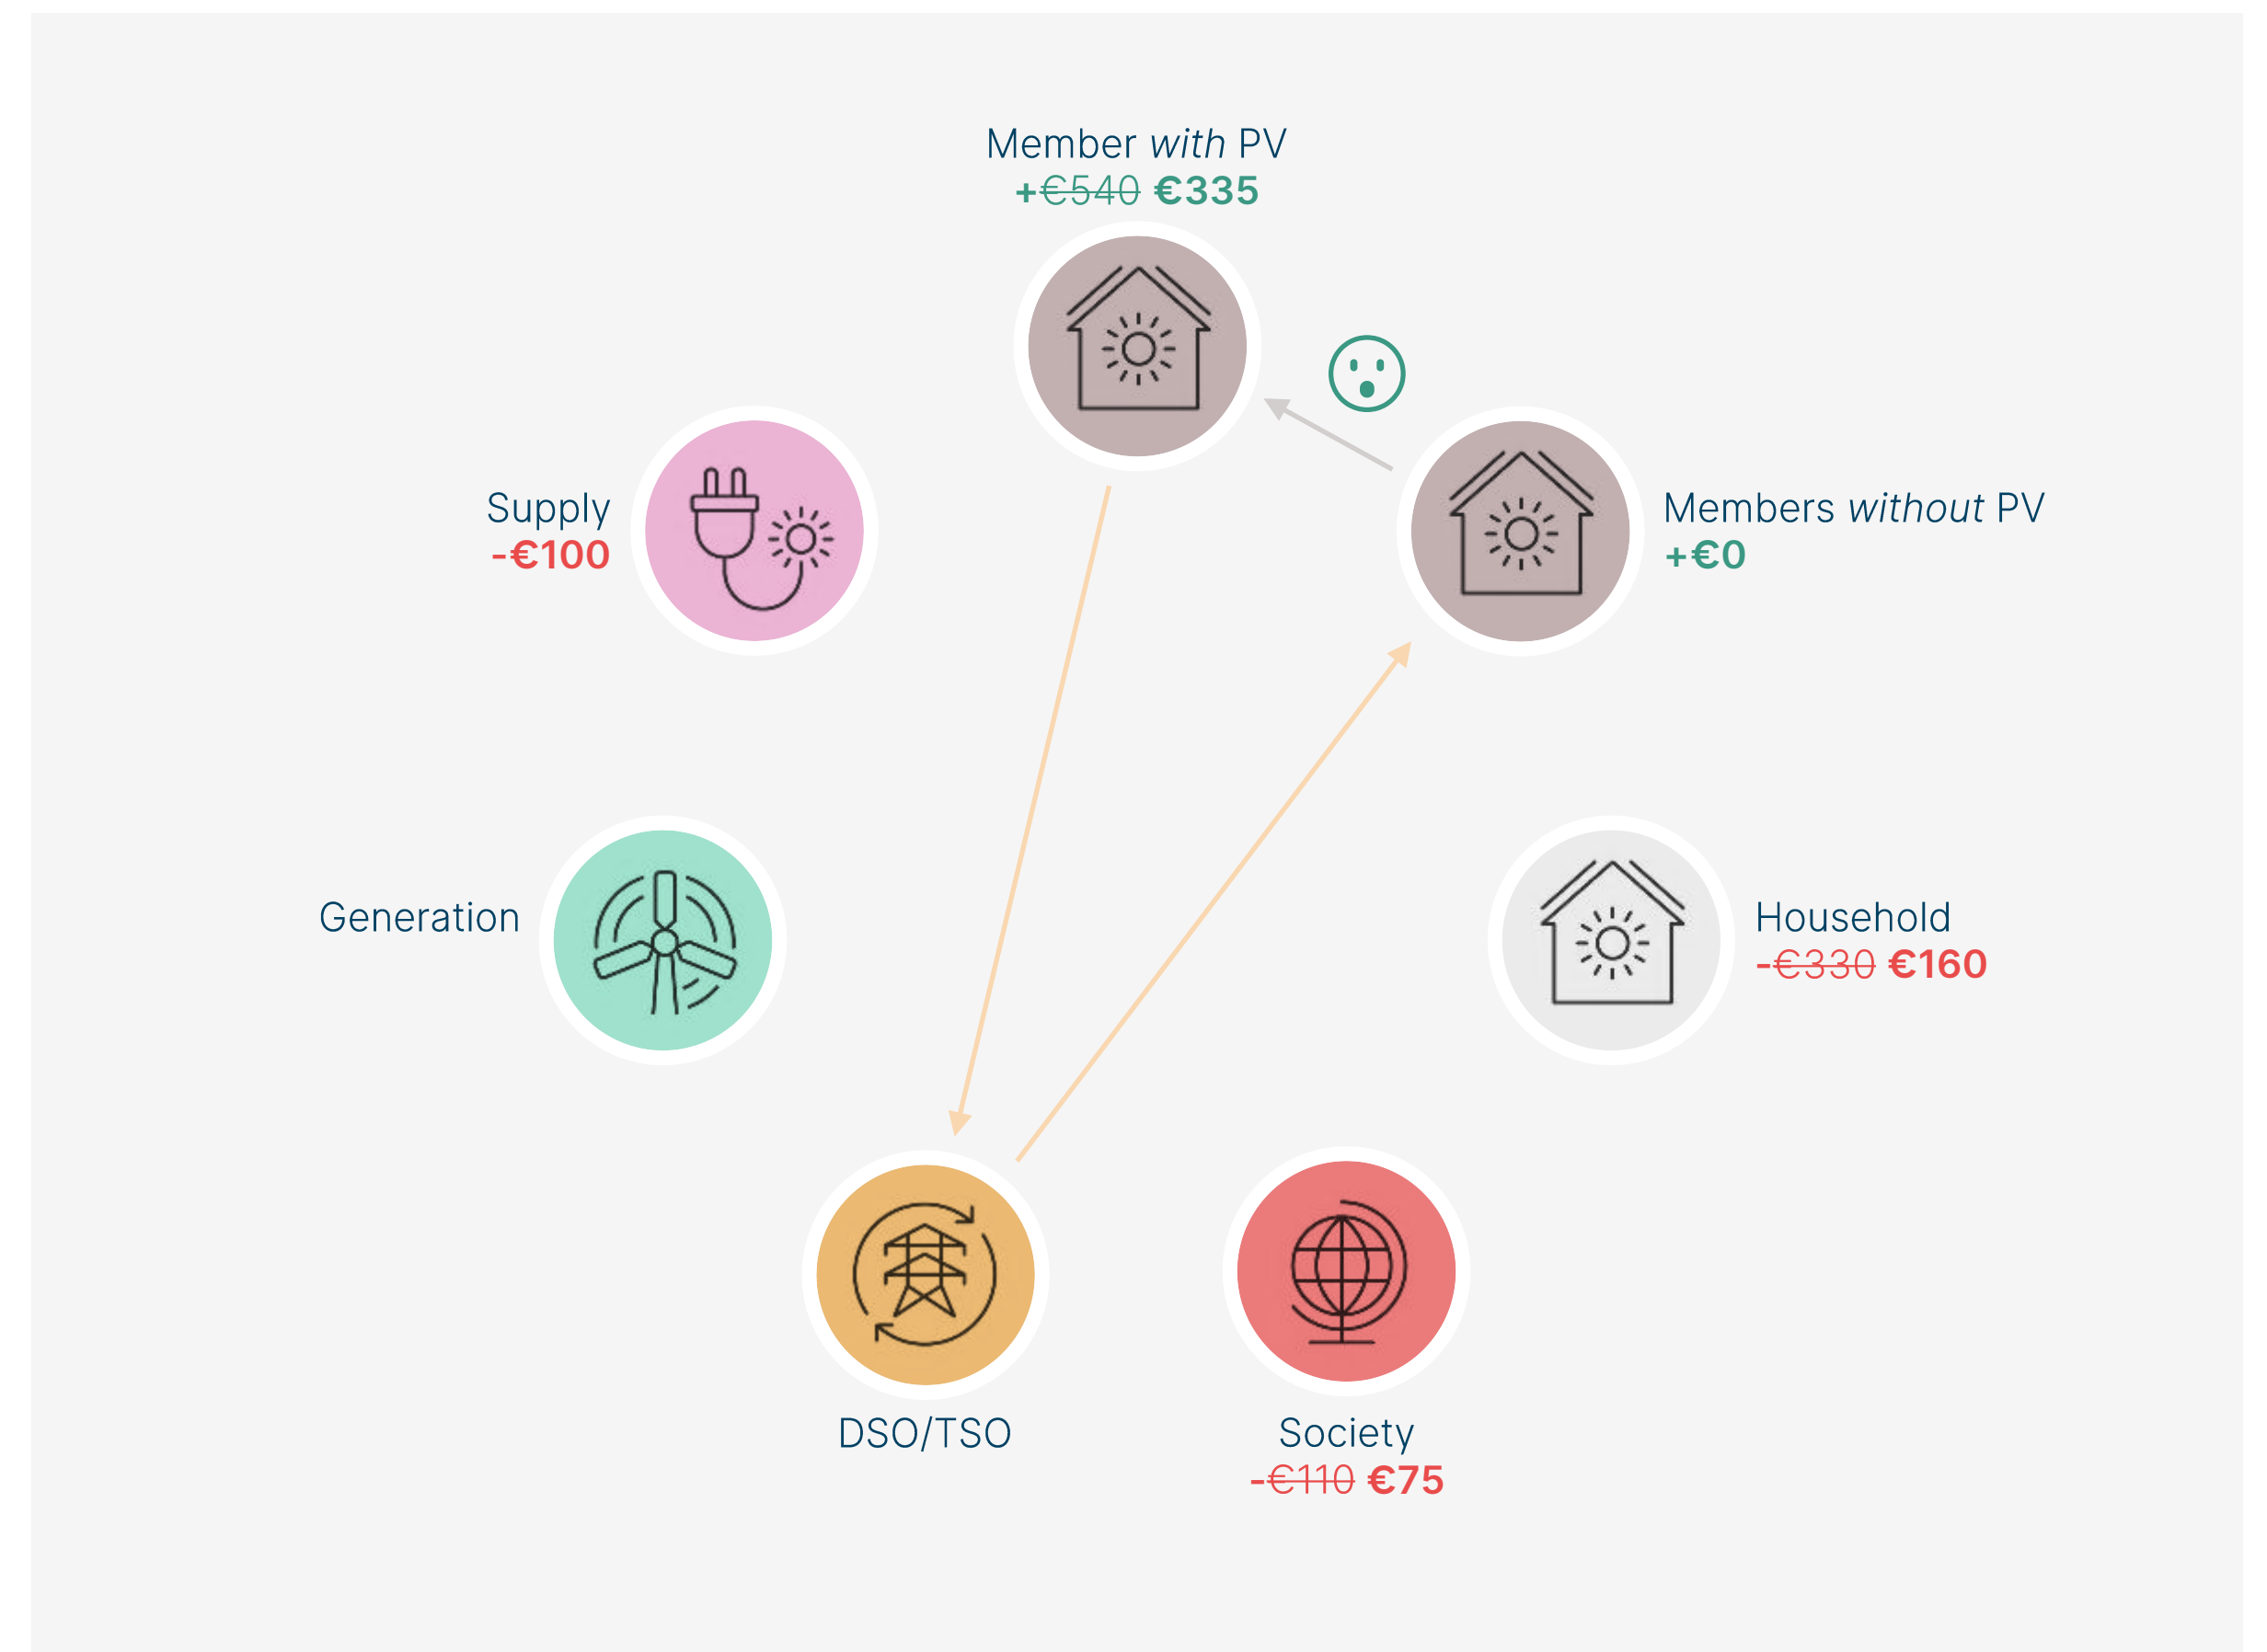 Member with PV
+€540 €335
Supply
-€100
Members without PV
+€0
Generation
Household
-€330 €160
DSO/TSO
Society
-€110 €75